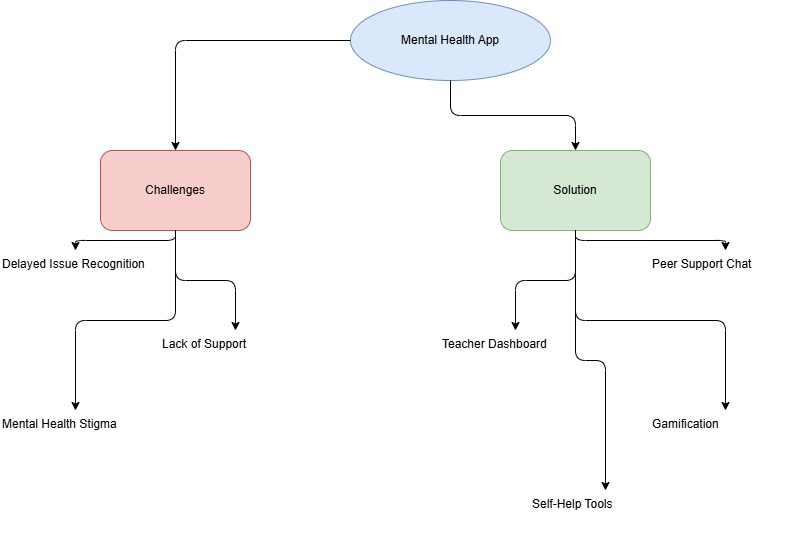 Mental Health App
Challenges
Solution
Delayed Issue Recognition
Peer Support Chat
Lack of Support
Teacher Dashboard
Mental Health Stigma
Gamification
Self-Help Tools